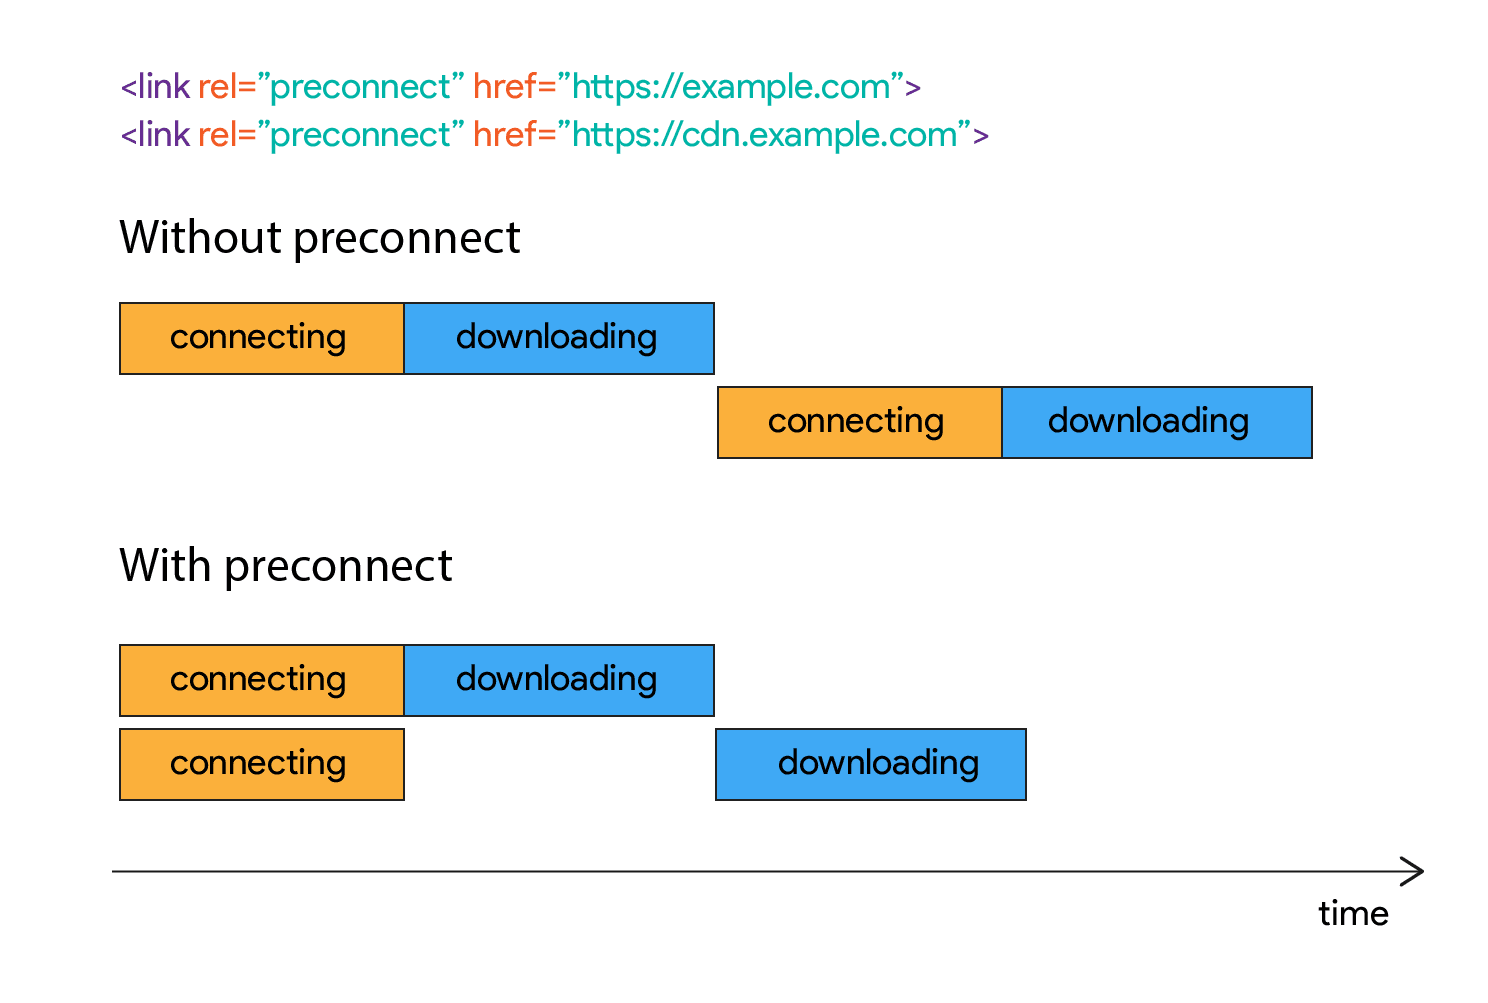 <link rel=”preconnect” href=”https://example.com”>
<link rel=”preconnect” href=”https://cdn.example.com”>
Without preconnect
connecting downloading
connecting downloading
With preconnect
connecting downloading
connecting downloading
time